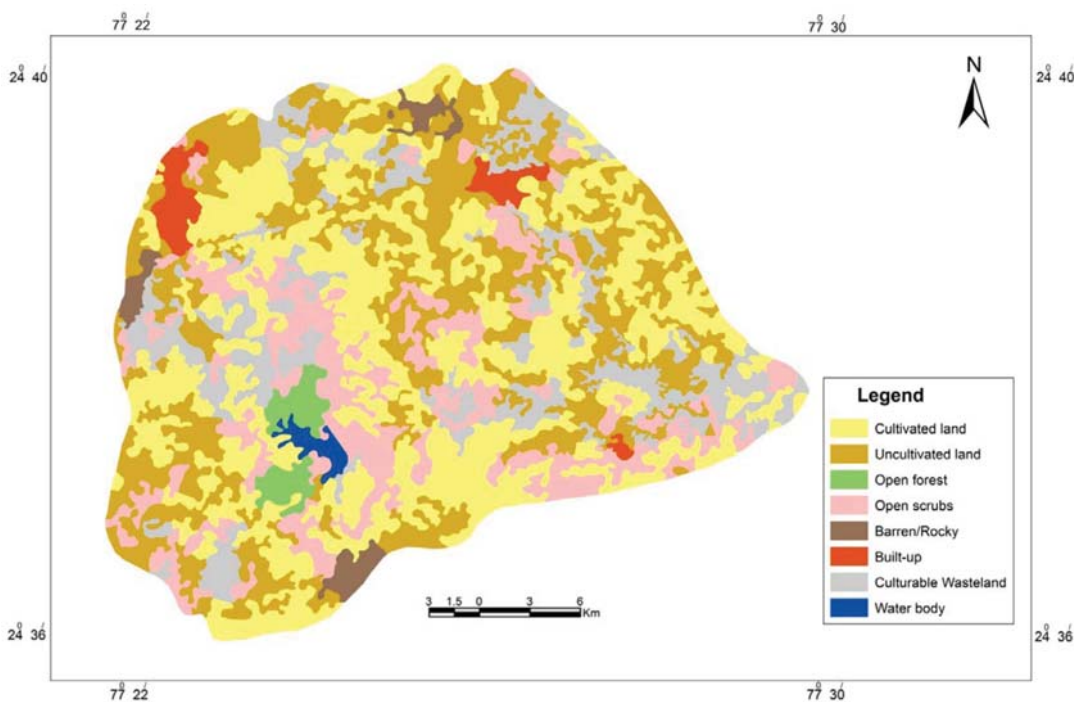 77° 22′ 77° 30′
24° 40′ 24° 40′
N
Legend
Cultivated land
Uncultivated land
Open forest
Open scrubs
Barren/Rocky
Built-up
Culturable Wasteland
Water body
3 1.5 0 3 6
Km
24° 36′ 24° 36′
77° 22′ 77° 30′